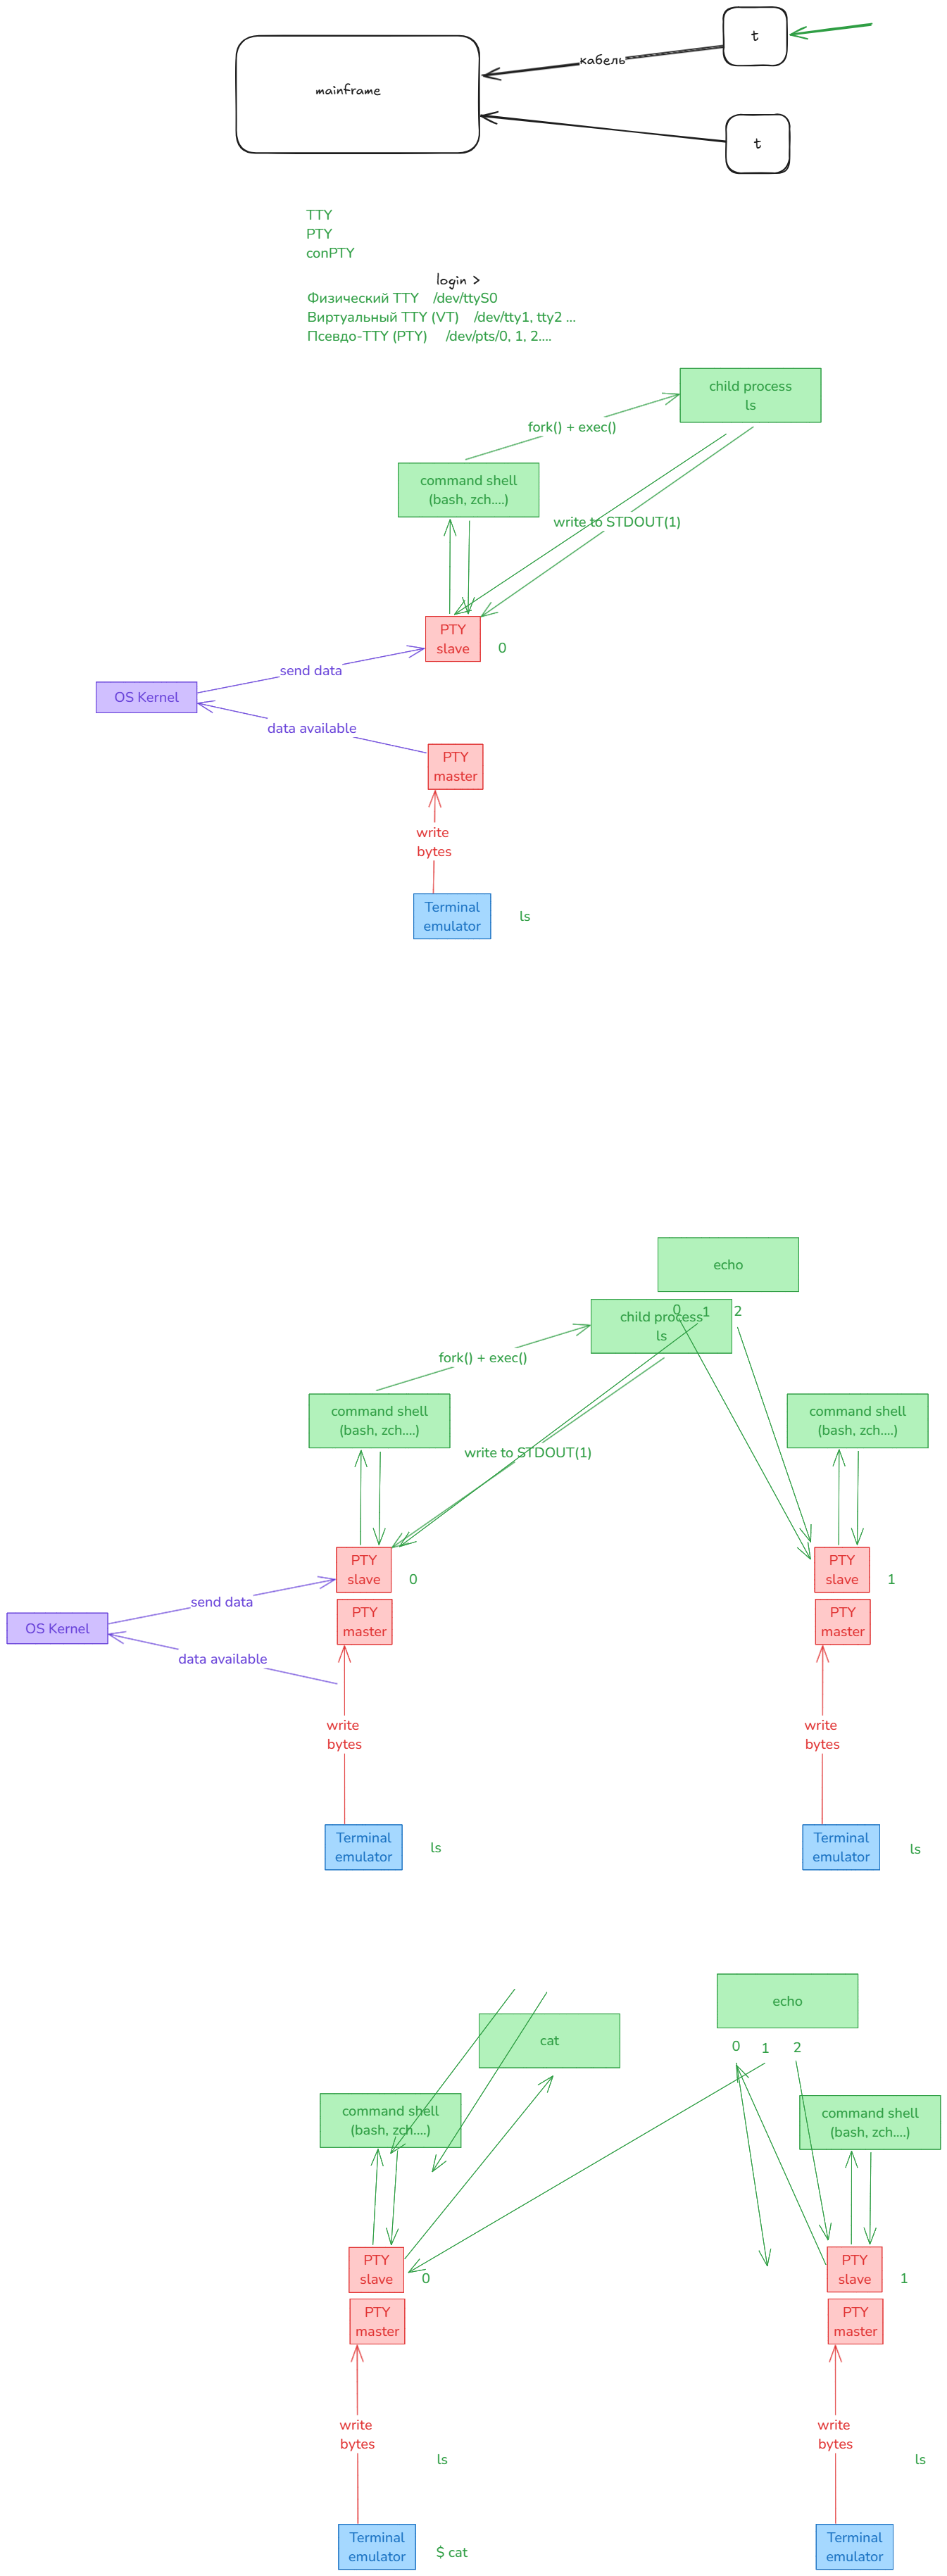 t
кабель
mainframe
t
TTY
PTY
conPTY
login >
Физический TTY /dev/ttyS0
Виртуальный TTY (VT) /dev/tty1, tty2 ...
Псевдо-TTY (PTY) /dev/pts/0, 1, 2....
child process
ls
fork() + exec()
command shell
(bash, zch....)
write to STDOUT(1)
PTY
slave
0
send data
OS Kernel
data available
PTY
master
write
bytes
Terminal
emulator
ls
echo
0 1 2
child process
ls
fork() + exec()
command shell
(bash, zch....)
command shell
(bash, zch....)
write to STDOUT(1)
PTY
slave
0
PTY
slave
1
send data
OS Kernel
PTY
master
PTY
master
data available
write
bytes
write
bytes
Terminal
emulator
ls
Terminal
emulator
ls
echo
cat
0 1 2
command shell
(bash, zch....)
command shell
(bash, zch....)
PTY
slave
0
PTY
slave
1
PTY
master
PTY
master
write
bytes
write
bytes
ls
ls
Terminal
emulator
$ cat
Terminal
emulator